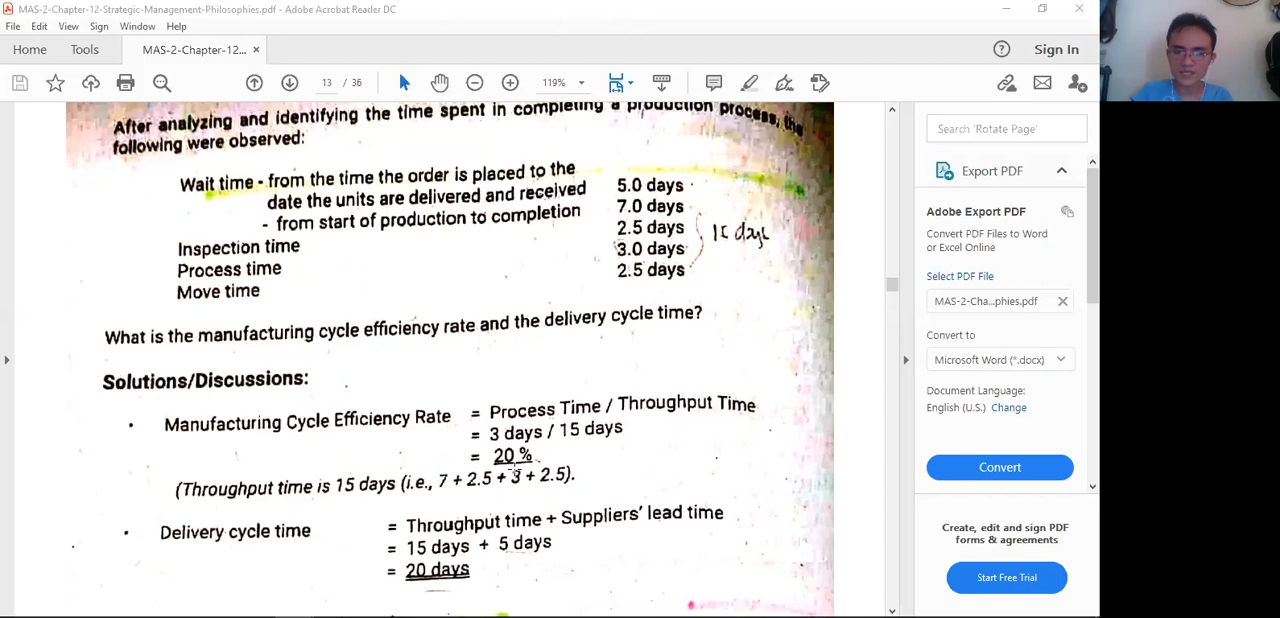 MAS-2-Chapter-12-Strategic-Management-Philosophies.pdf - Adobe Acrobat Reader DC
File Edit View Sign Window Help
Home Tools MAS-2-Chapter-12... × Sign In
13 / 36 119%
After analyzing and identifying the time spent in completing a production process, the
following were observed:
Wait time - from the time the order is placed to the
date the units are delivered and received 5.0 days
- from start of production to completion 7.0 days
Inspection time 2.5 days
Process time 3.0 days
Move time 2.5 days
15 days
What is the manufacturing cycle efficiency rate and the delivery cycle time?
Solutions/Discussions:
• Manufacturing Cycle Efficiency Rate = Process Time / Throughput Time
= 3 days / 15 days
= 20 %
(Throughput time is 15 days (i.e., 7 + 2.5 + 3 + 2.5).
• Delivery cycle time = Throughput time + Suppliers' lead time
= 15 days + 5 days
= 20 days
Search 'Rotate Page'
Export PDF
Adobe Export PDF
Convert PDF Files to Word
or Excel Online
Select PDF File
MAS-2-Cha...phies.pdf
Convert to
Microsoft Word (*.docx)
Document Language:
English (U.S.) Change
Convert
Create, edit and sign PDF
forms & agreements
Start Free Trial